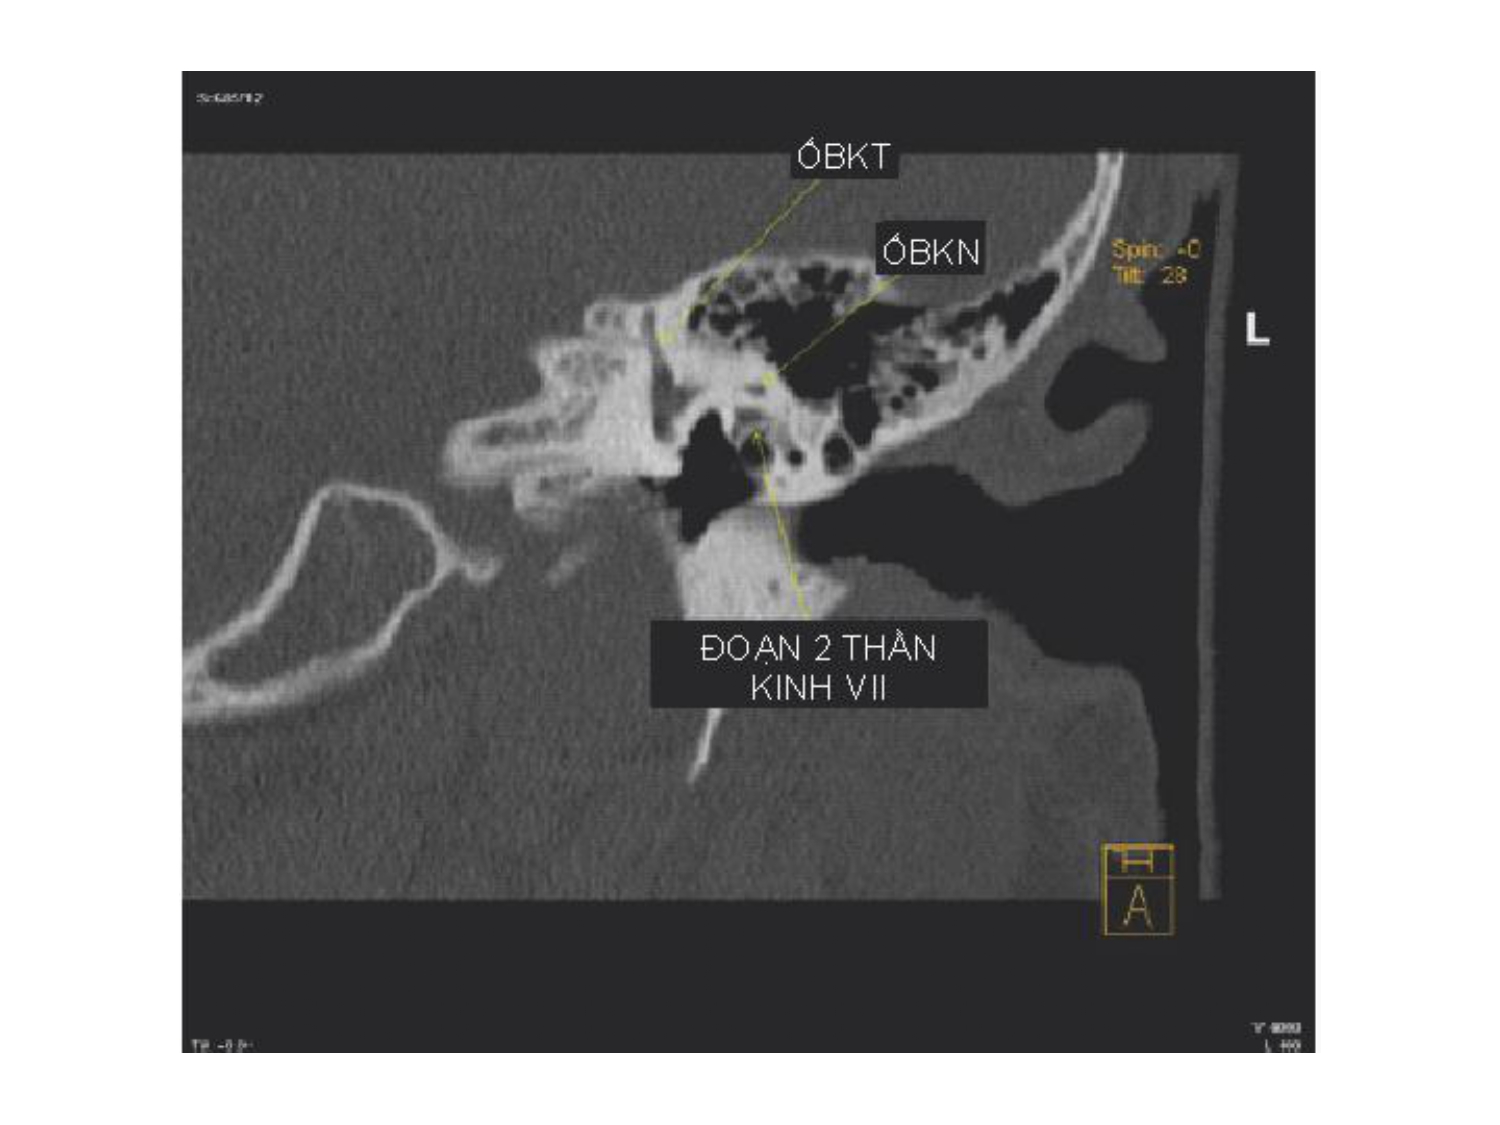 ỐBKT
ỐBKN
Spin: -0
Tilt: 28
L
ĐOẠN 2 THẦN
KINH VII
H
A